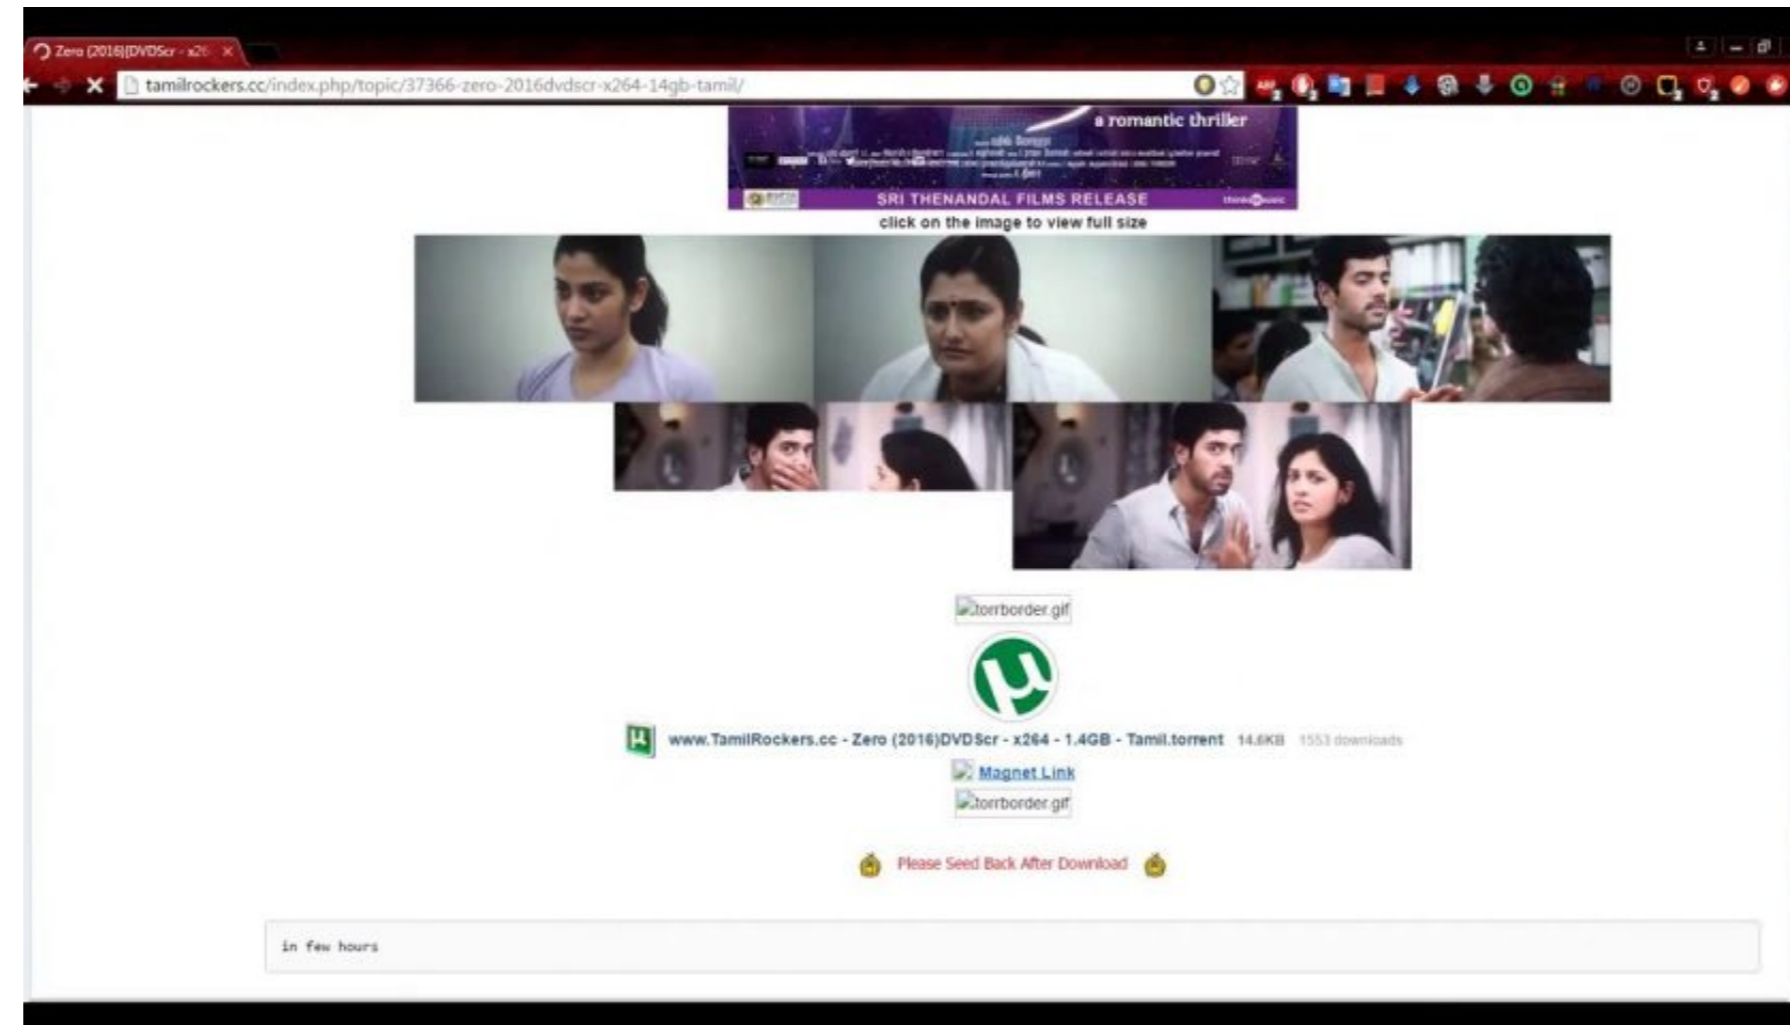 Zero (2016)[DVDScr - x26
tamilrockers.cc/index.php/topic/37366-zero-2016dvdscr-x264-14gb-tamil/
a romantic thriller
SRI THENANDAL FILMS RELEASE
click on the image to view full size
torrborder.gif
µ
www.TamilRockers.cc - Zero (2016)DVDScr - x264 - 1.4GB - Tamil.torrent 14.6KB 1553 downloads
Magnet Link
torrborder.gif
Please Seed Back After Download
in few hours